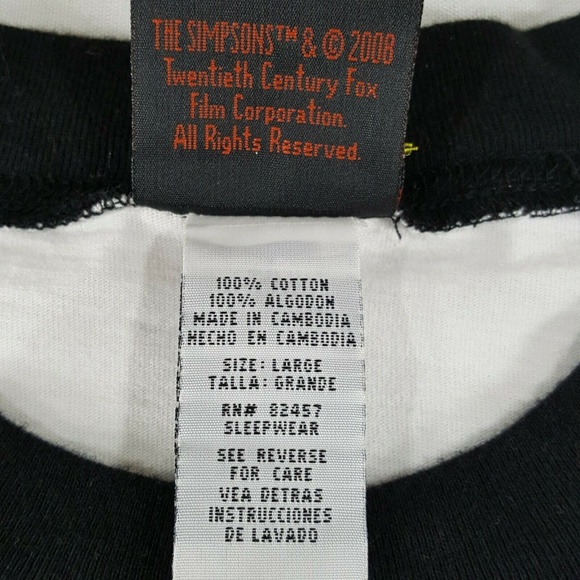 THE SIMPSONS™ & © 2008
Twentieth Century Fox
Film Corporation.
All Rights Reserved.
100% COTTON
100% ALGODON
MADE IN CAMBODIA
HECHO EN CAMBODIA
SIZE: LARGE
TALLA: GRANDE
RN# 82457
SLEEPWEAR
SEE REVERSE
FOR CARE
VEA DETRAS
INSTRUCCIONES
DE LAVADO